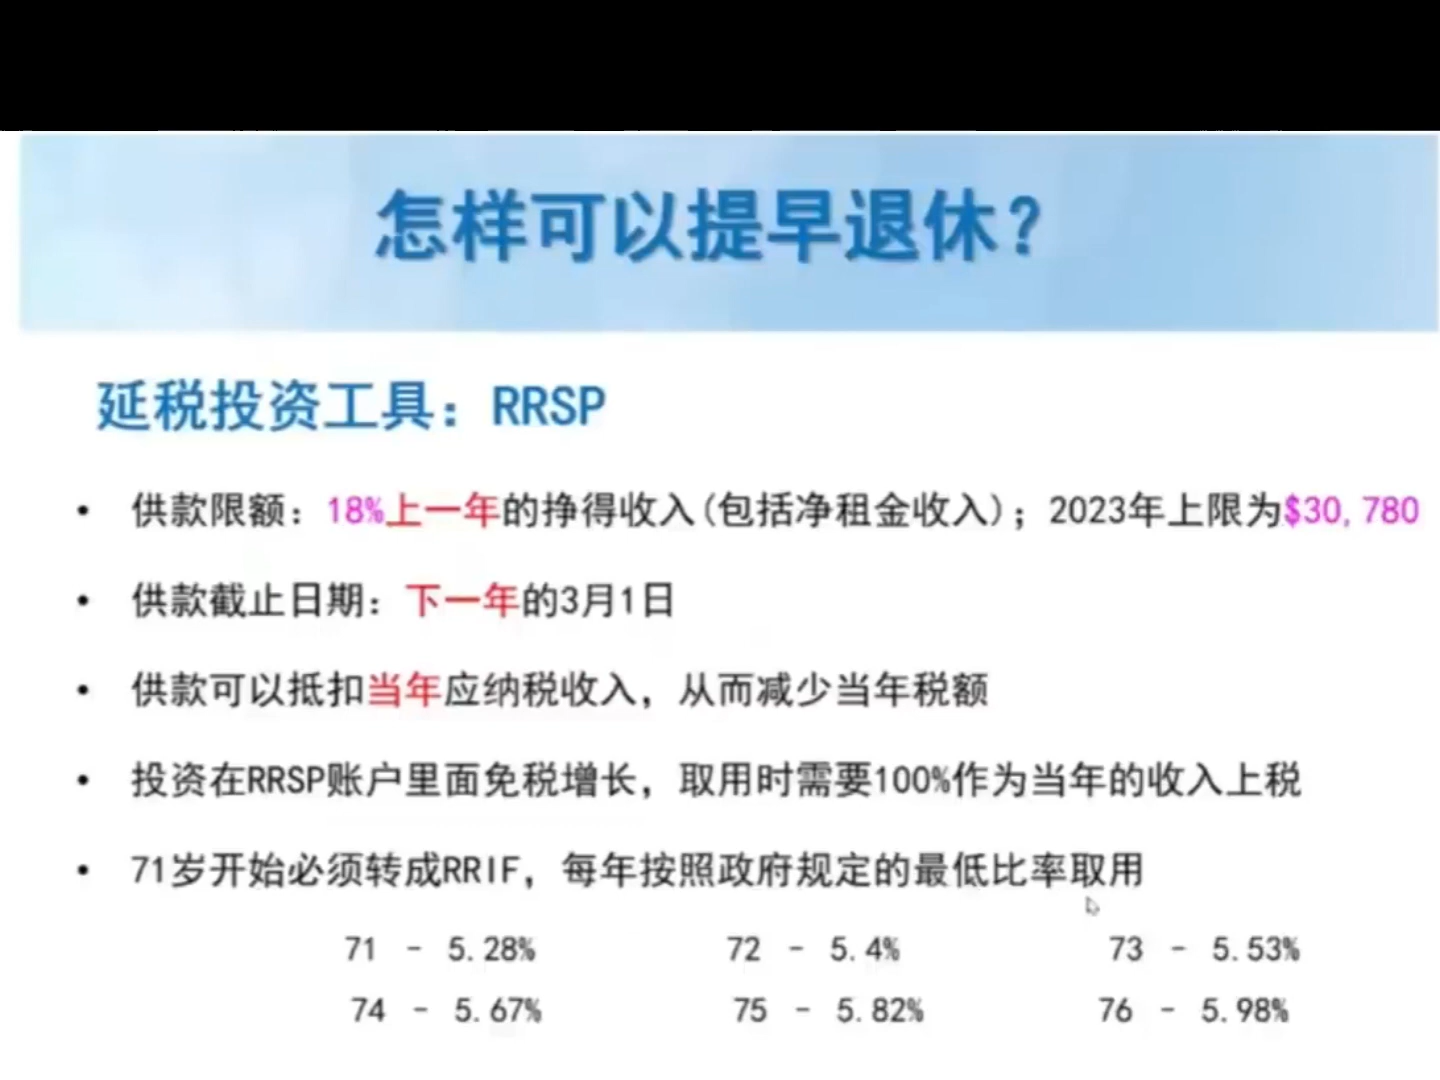 怎样可以提早退休？
延税投资工具：RRSP
• 供款限额：18%上一年的挣得收入(包括净租金收入)；2023年上限为$30,780
• 供款截止日期：下一年的3月1日
• 供款可以抵扣当年应纳税收入，从而减少当年税额
• 投资在RRSP账户里面免税增长，取用时需要100%作为当年的收入上税
• 71岁开始必须转成RRIF，每年按照政府规定的最低比率取用
71 - 5.28% 72 - 5.4% 73 - 5.53%
74 - 5.67% 75 - 5.82% 76 - 5.98%